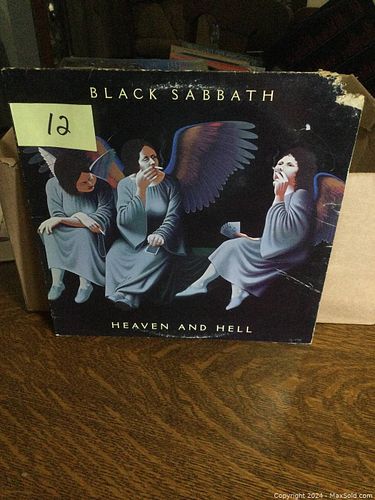 BLACK SABBATH
12
HEAVEN AND HELL
Copyright 2024 - MaxSold.com